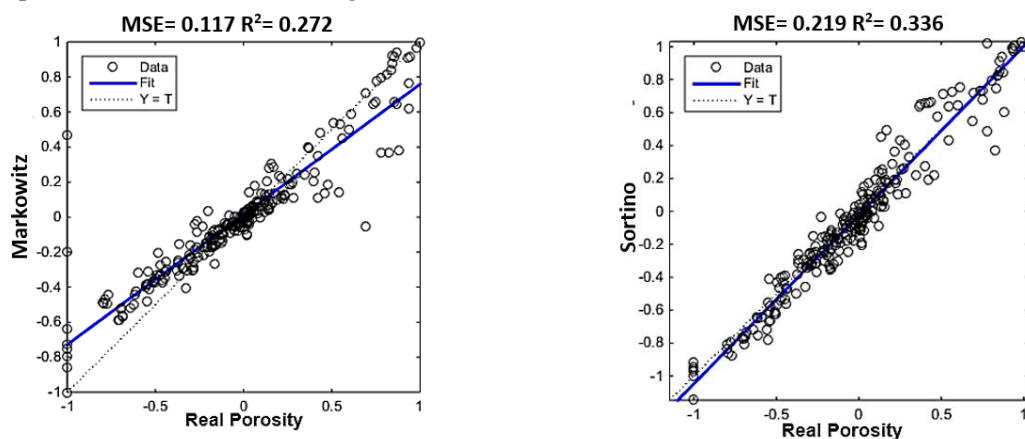 MSE= 0.117 R²= 0.272
1
0.8
0.6
0.4
0.2
0
-0.2
-0.4
-0.6
-0.8
-1
Markowitz
Data
Fit
Y = T
-1 -0.5 0 0.5 1
Real Porosity
MSE= 0.219 R²= 0.336
1
0.8
0.6
0.4
0.2
0
-0.2
-0.4
-0.6
-0.8
-1
Sortino
Data
Fit
Y = T
-1 -0.5 0 0.5 1
Real Porosity